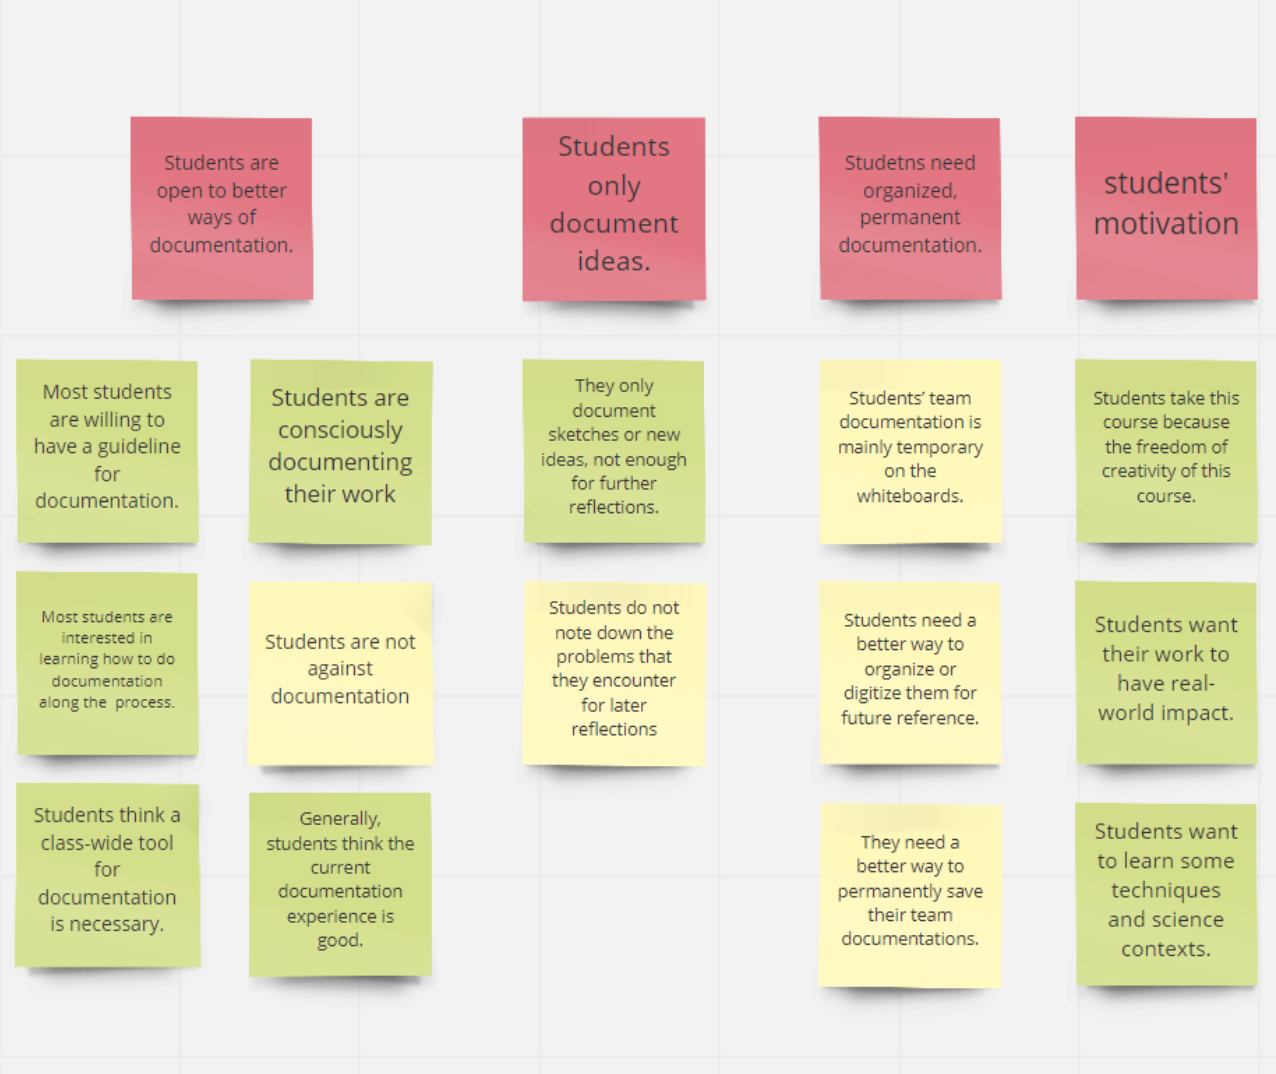 Students are
open to better
ways of
documentation.
Students
only
document
ideas.
Studetns need
organized,
permanent
documentation.
students'
motivation
Most students
are willing to
have a guideline
for
documentation.
Students are
consciously
documenting
their work
They only
document
sketches or new
ideas, not enough
for further
reflections.
Students’ team
documentation is
mainly temporary
on the
whiteboards.
Students take this
course because
the freedom of
creativity of this
course.
Most students are
interested in
learning how to do
documentation
along the process.
Students are not
against
documentation
Students do not
note down the
problems that
they encounter
for later
reflections
Students need a
better way to
organize or
digitize them for
future reference.
Students want
their work to
have real-
world impact.
Students think a
class-wide tool
for
documentation
is necessary.
Generally,
students think the
current
documentation
experience is
good.
They need a
better way to
permanently save
their team
documentations.
Students want
to learn some
techniques
and science
contexts.